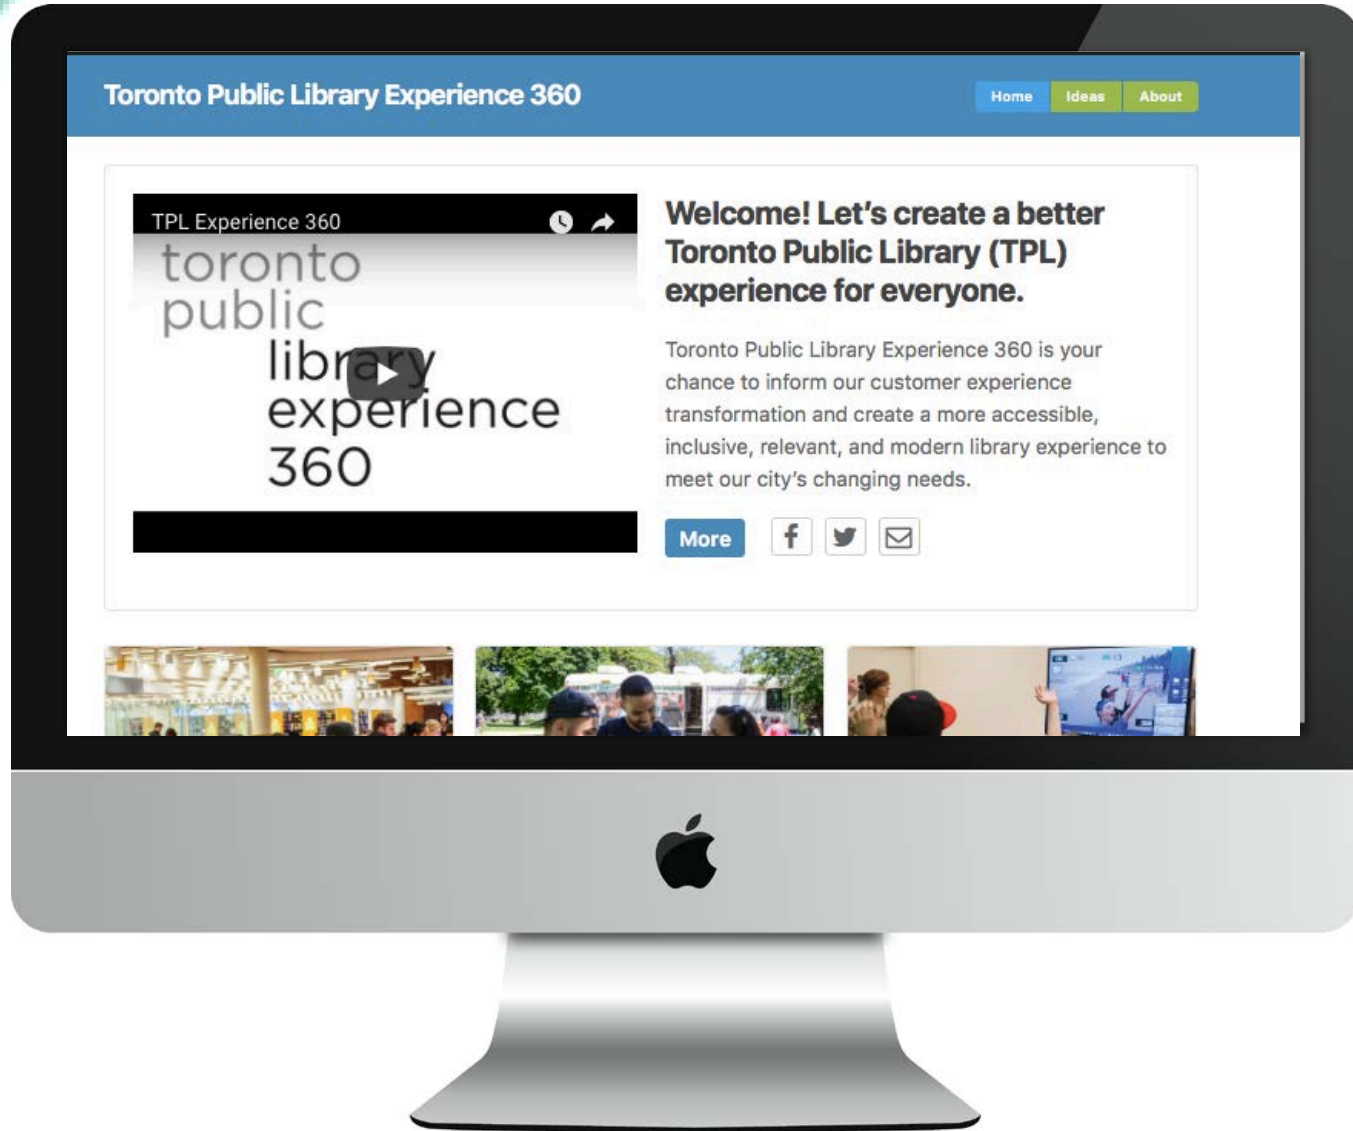 Toronto Public Library Experience 360
Home Ideas About
TPL Experience 360
toronto
public
library
experience
360
Welcome! Let's create a better
Toronto Public Library (TPL)
experience for everyone.
Toronto Public Library Experience 360 is your
chance to inform our customer experience
transformation and create a more accessible,
inclusive, relevant, and modern library experience to
meet our city's changing needs.
More